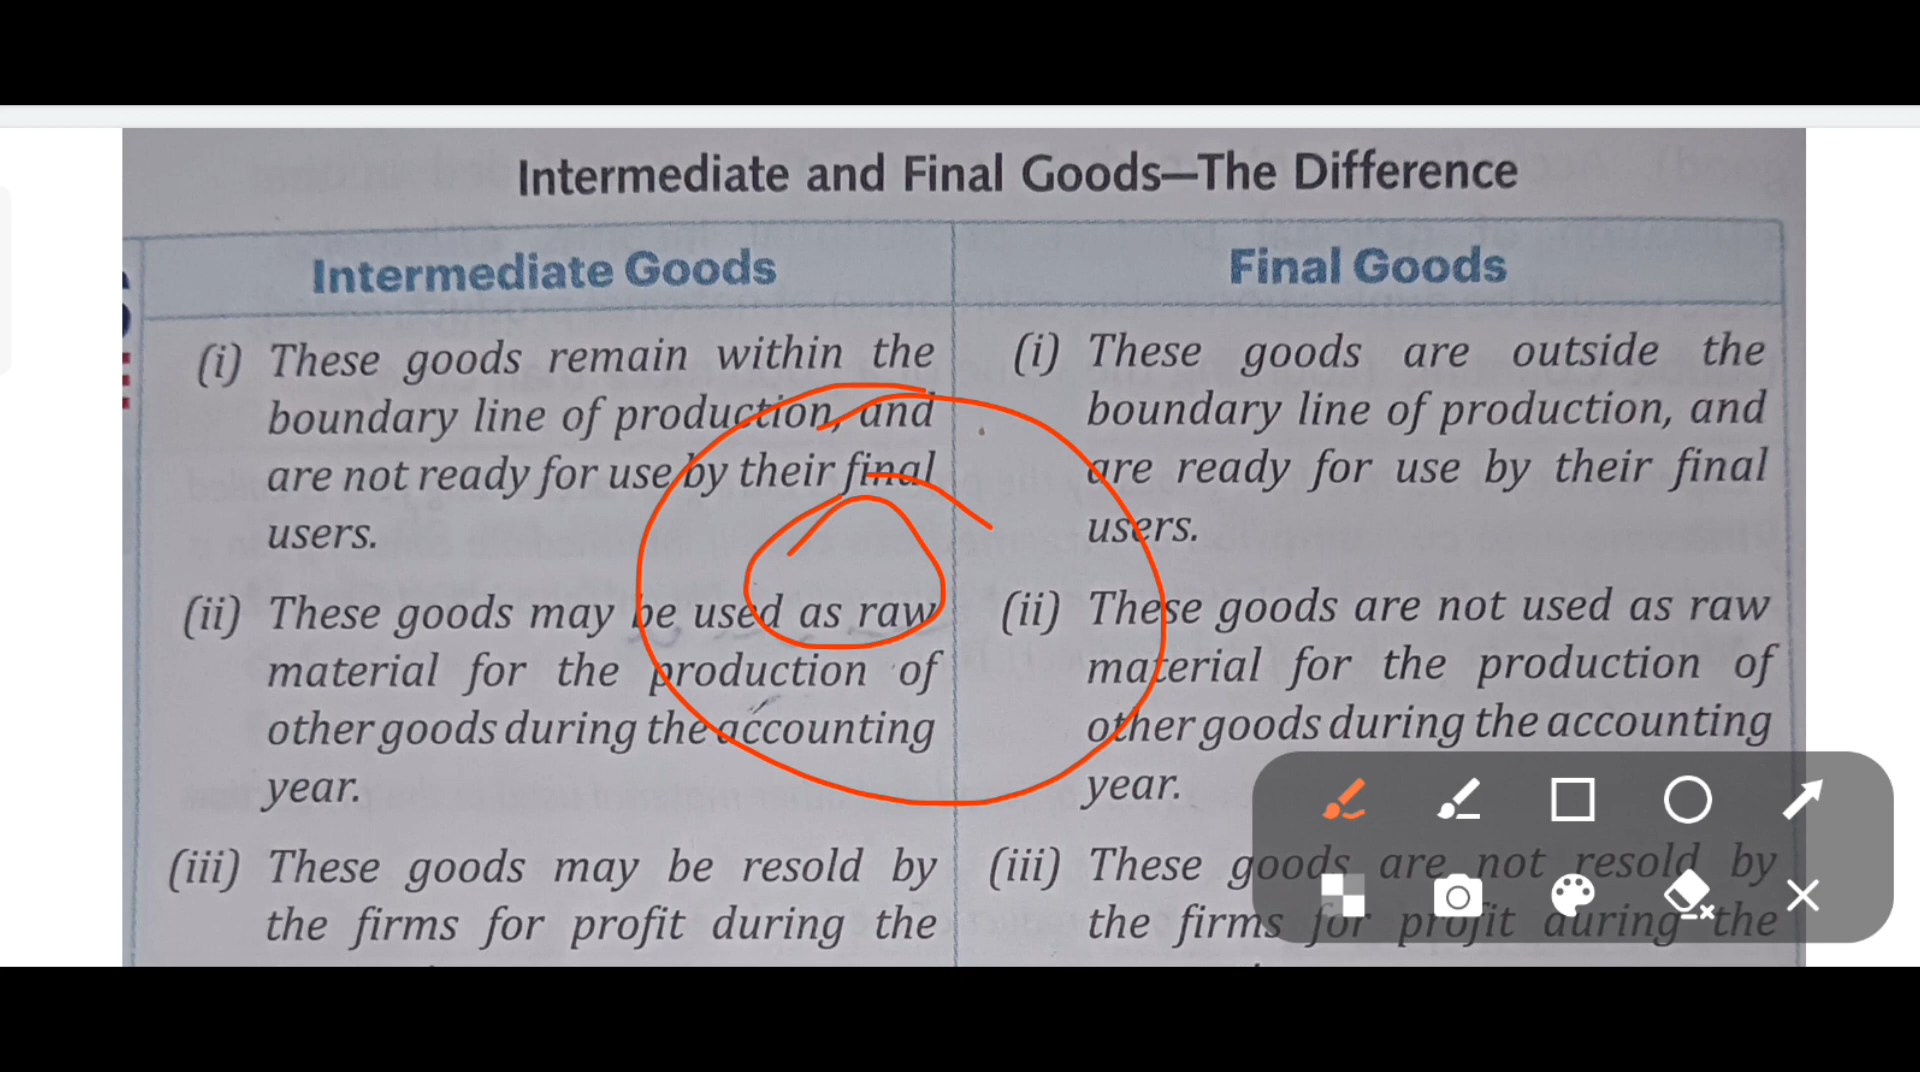 Intermediate and Final Goods—The Difference
Intermediate Goods
Final Goods
(i) These goods remain within the
boundary line of production, and
are not ready for use by their final
users.
(ii) These goods may be used as raw
material for the production of
other goods during the accounting
year.
(iii) These goods may be resold by
the firms for profit during the
(i) These goods are outside the
boundary line of production, and
are ready for use by their final
users.
(ii) These goods are not used as raw
material for the production of
other goods during the accounting
year.
(iii) These goods are not resold by
the firms for profit during the